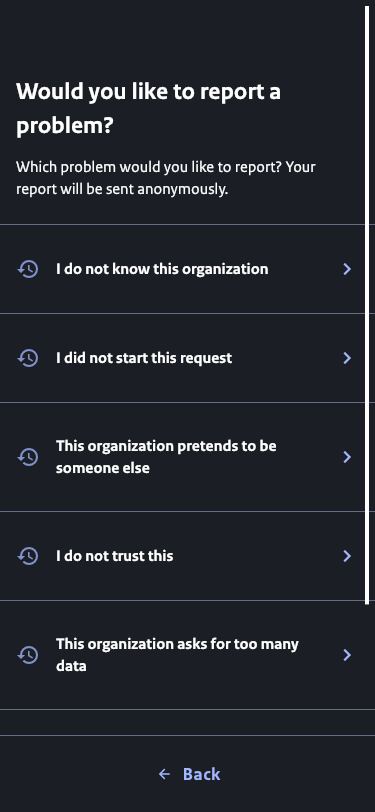 Would you like to report a
problem?
Which problem would you like to report? Your
report will be sent anonymously.
I do not know this organization
I did not start this request
This organization pretends to be
someone else
I do not trust this
This organization asks for too many
data
Back